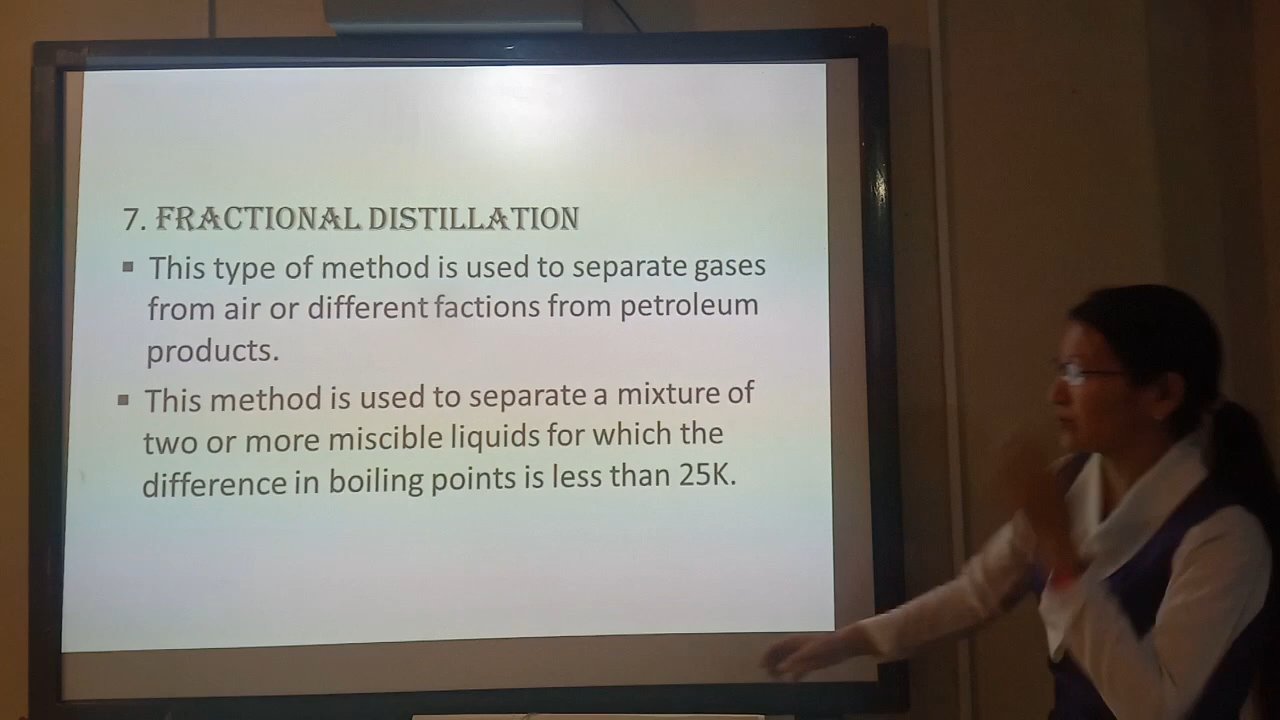 7. FRACTIONAL DISTILLATION
▪ This type of method is used to separate gases
from air or different factions from petroleum
products.
▪ This method is used to separate a mixture of
two or more miscible liquids for which the
difference in boiling points is less than 25K.